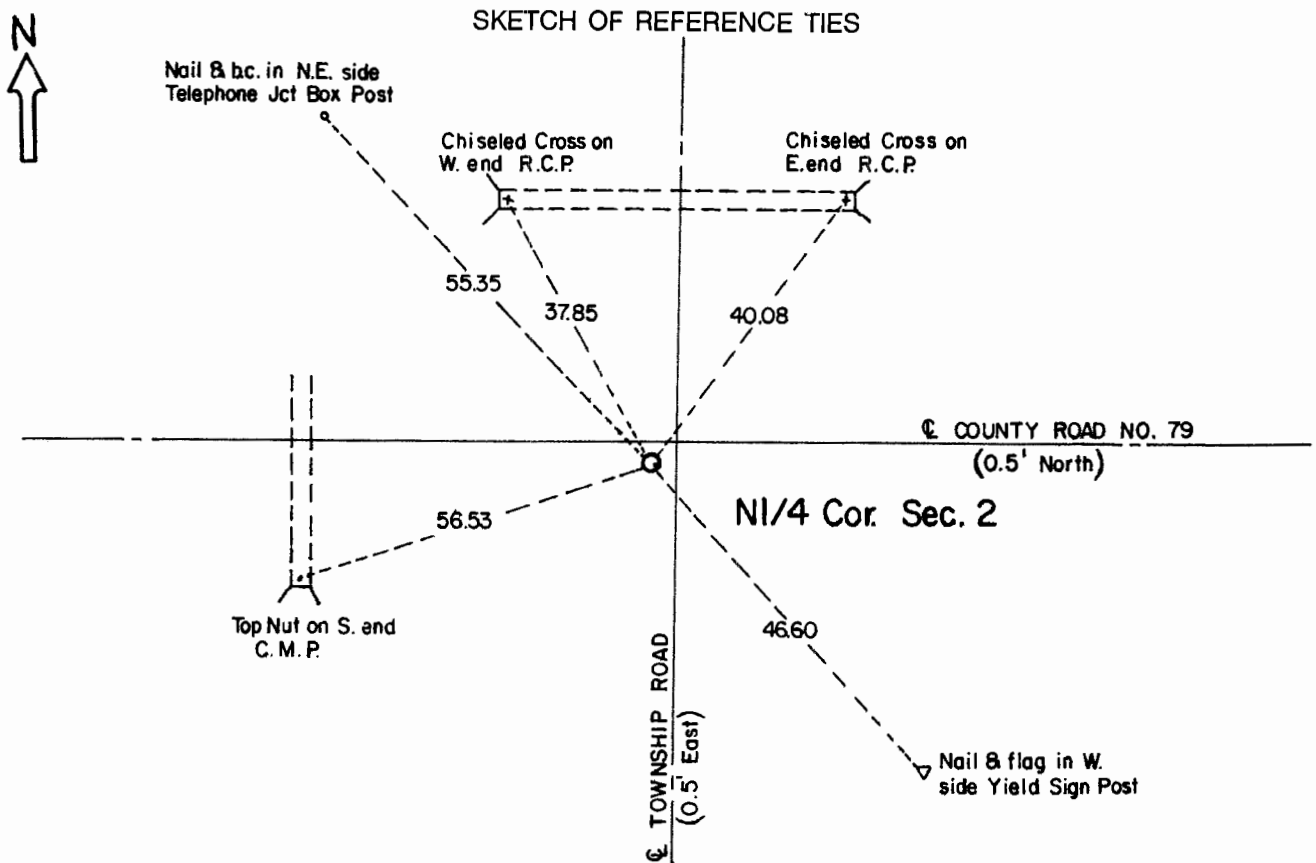 SKETCH OF REFERENCE TIES
N
Nail & b.c. in N.E. side
Telephone Jct Box Post
Chiseled Cross on
W. end R.C.P.
Chiseled Cross on
E. end R.C.P.
55.35
37.85
40.08
℄ COUNTY ROAD NO. 79
(0.5' North)
N1/4 Cor. Sec. 2
56.53
Top Nut on S. end
C.M.P.
46.60
℄ TOWNSHIP ROAD
(0.5' East)
Nail & flag in W.
side Yield Sign Post